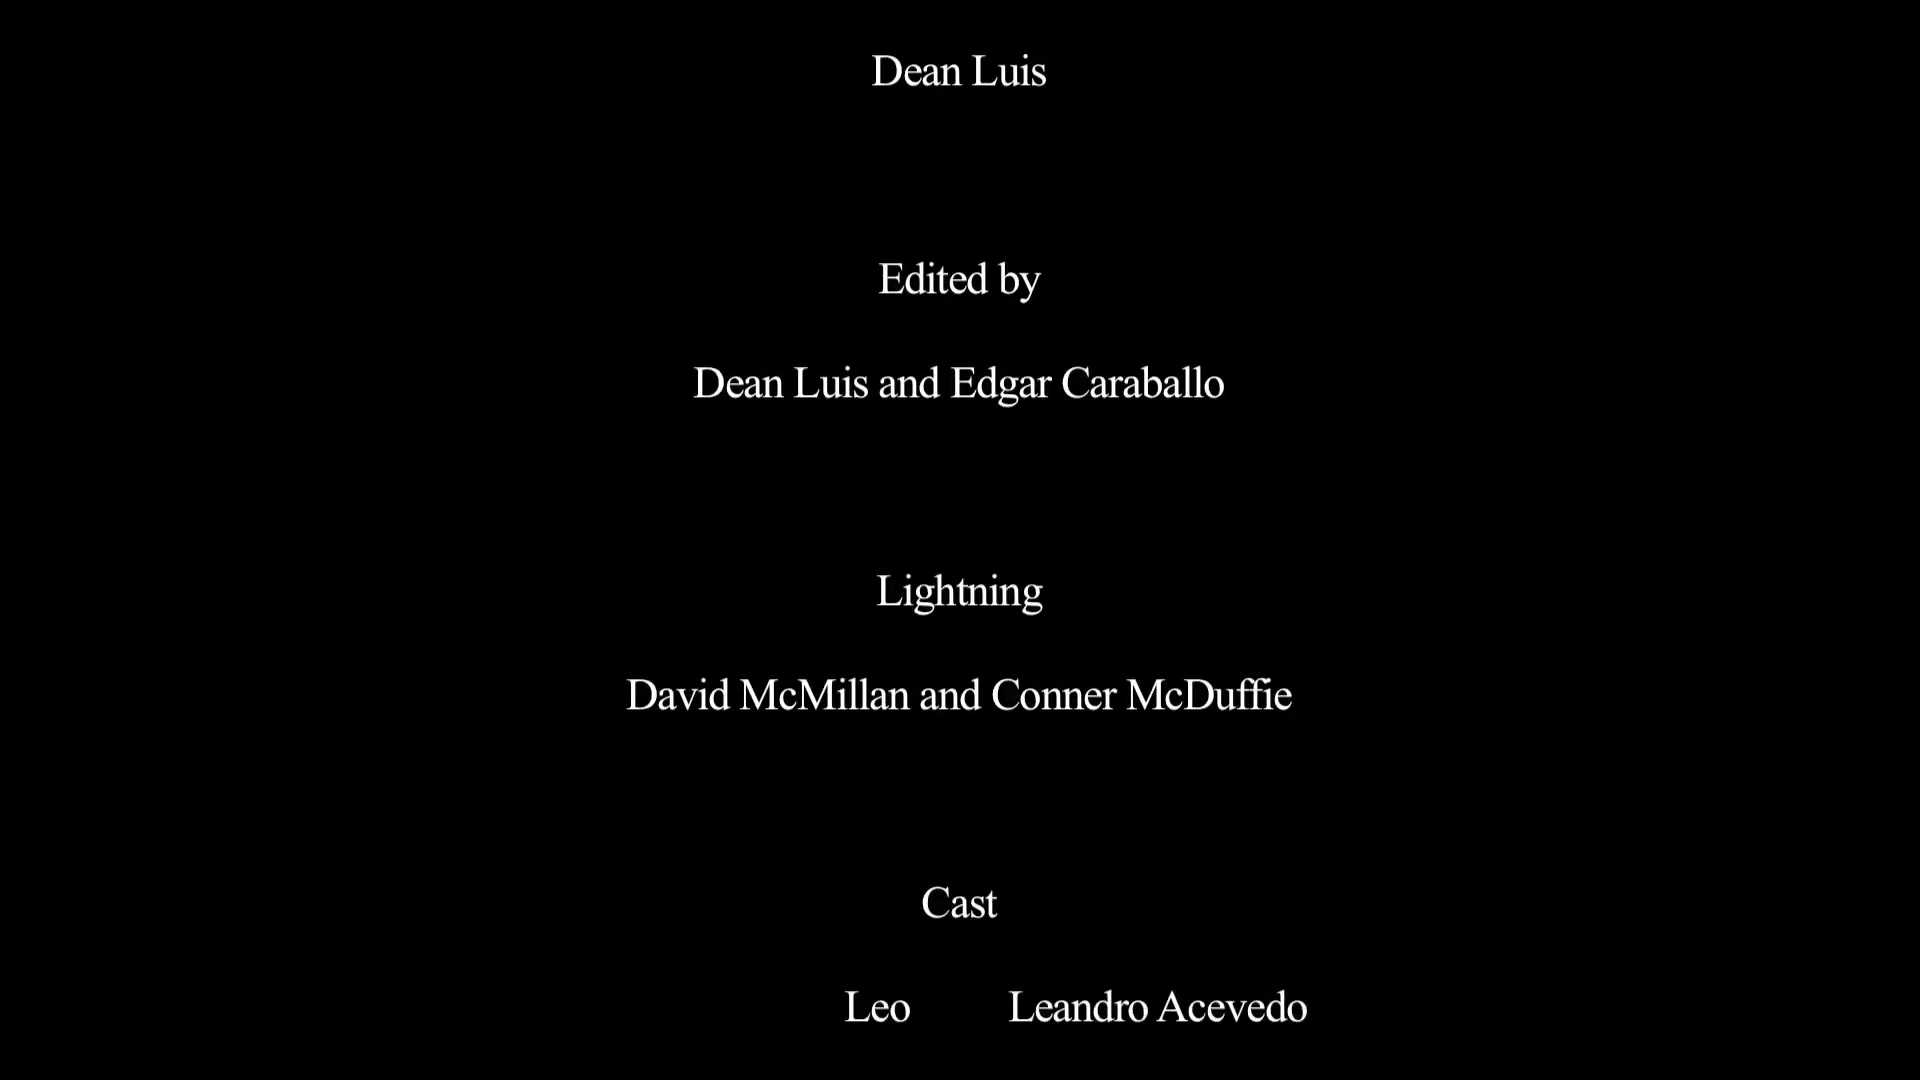 Dean Luis
Edited by
Dean Luis and Edgar Caraballo
Lightning
David McMillan and Conner McDuffie
Cast
Leo Leandro Acevedo